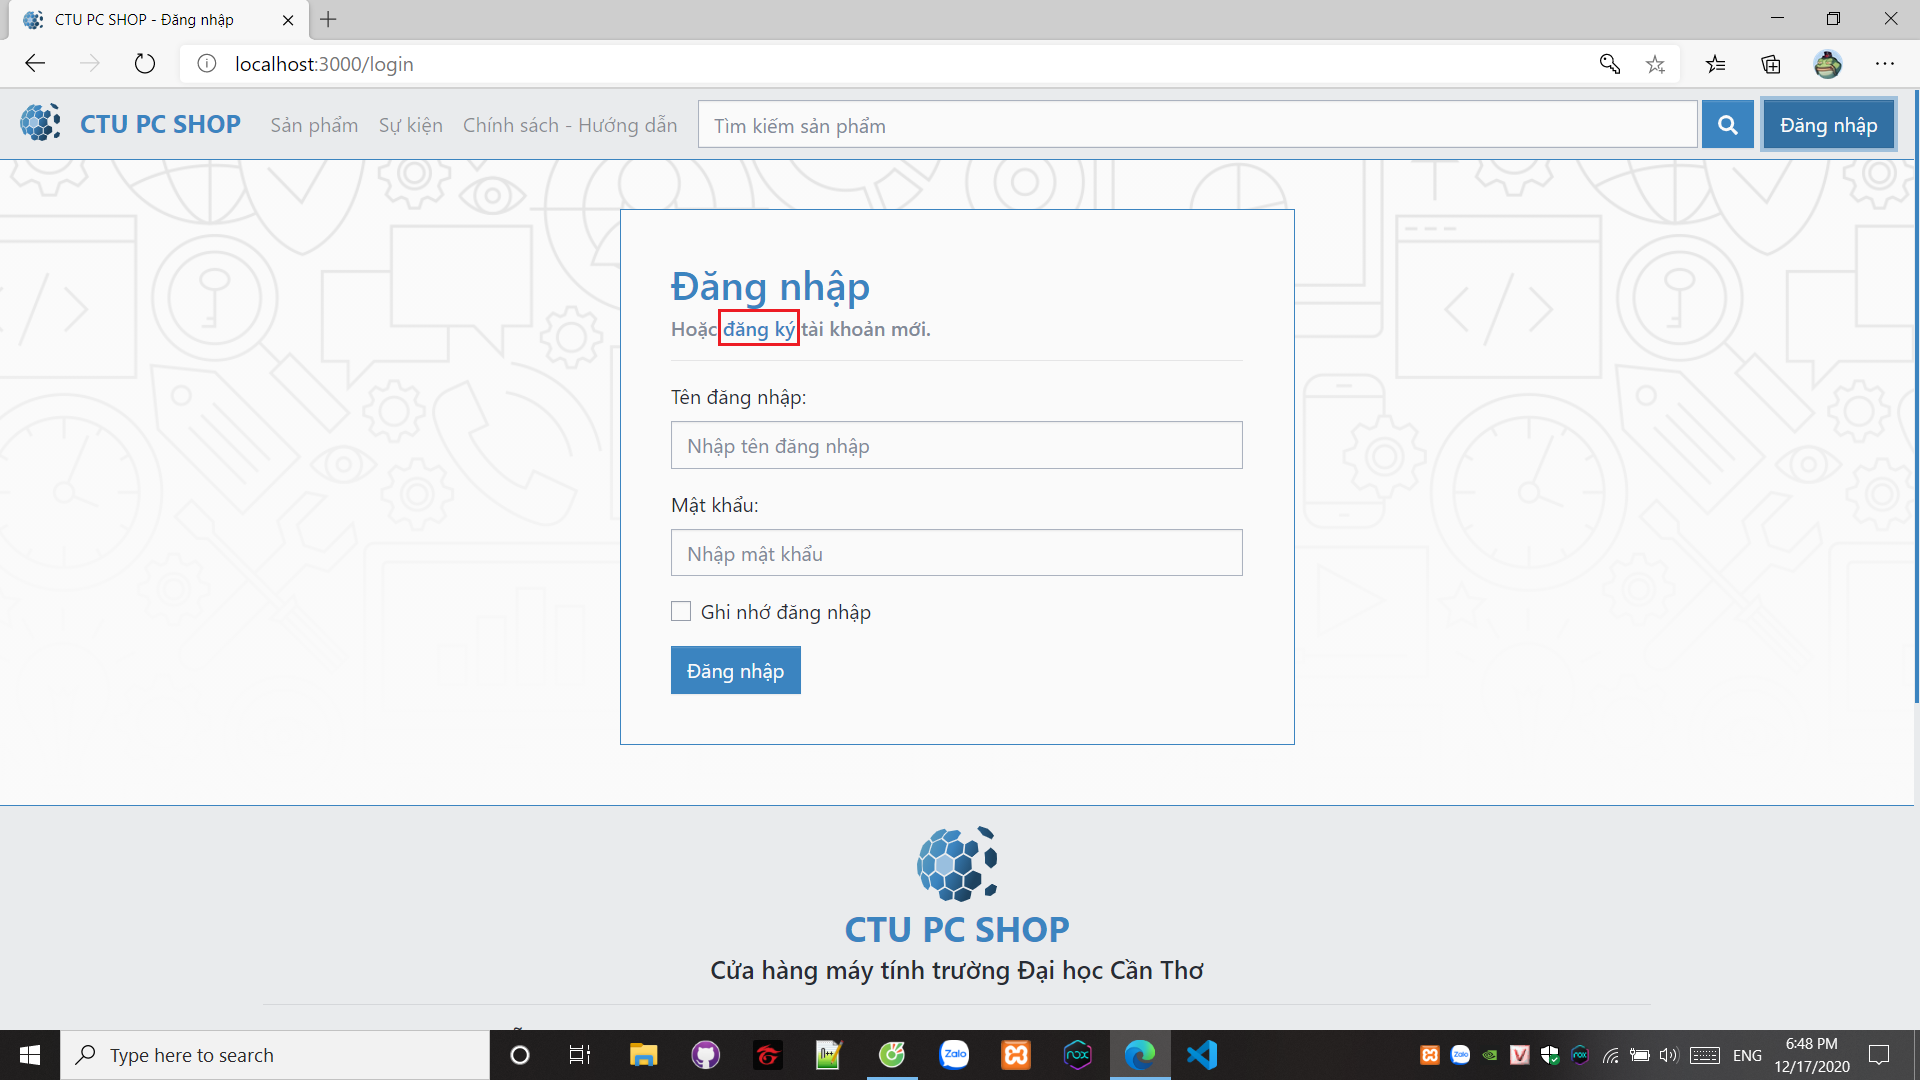 CTU PC SHOP - Đăng nhập
localhost:3000/login
CTU PC SHOP Sản phẩm Sự kiện Chính sách - Hướng dẫn Tìm kiếm sản phẩm Đăng nhập
Đăng nhập
Hoặc đăng ký tài khoản mới.
Tên đăng nhập:
Nhập tên đăng nhập
Mật khẩu:
Nhập mật khẩu
Ghi nhớ đăng nhập
Đăng nhập
CTU PC SHOP
Cửa hàng máy tính trường Đại học Cần Thơ
Type here to search
Zalo
nox
ENG
6:48 PM
12/17/2020